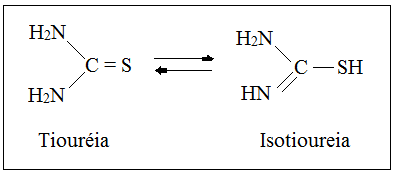 H2N
H2N
C = S
H2N
HN
C
SH
Tiouréia
Isotioureia